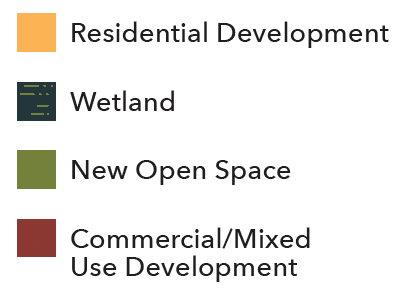 Residential Development
Wetland
New Open Space
Commercial/Mixed
Use Development